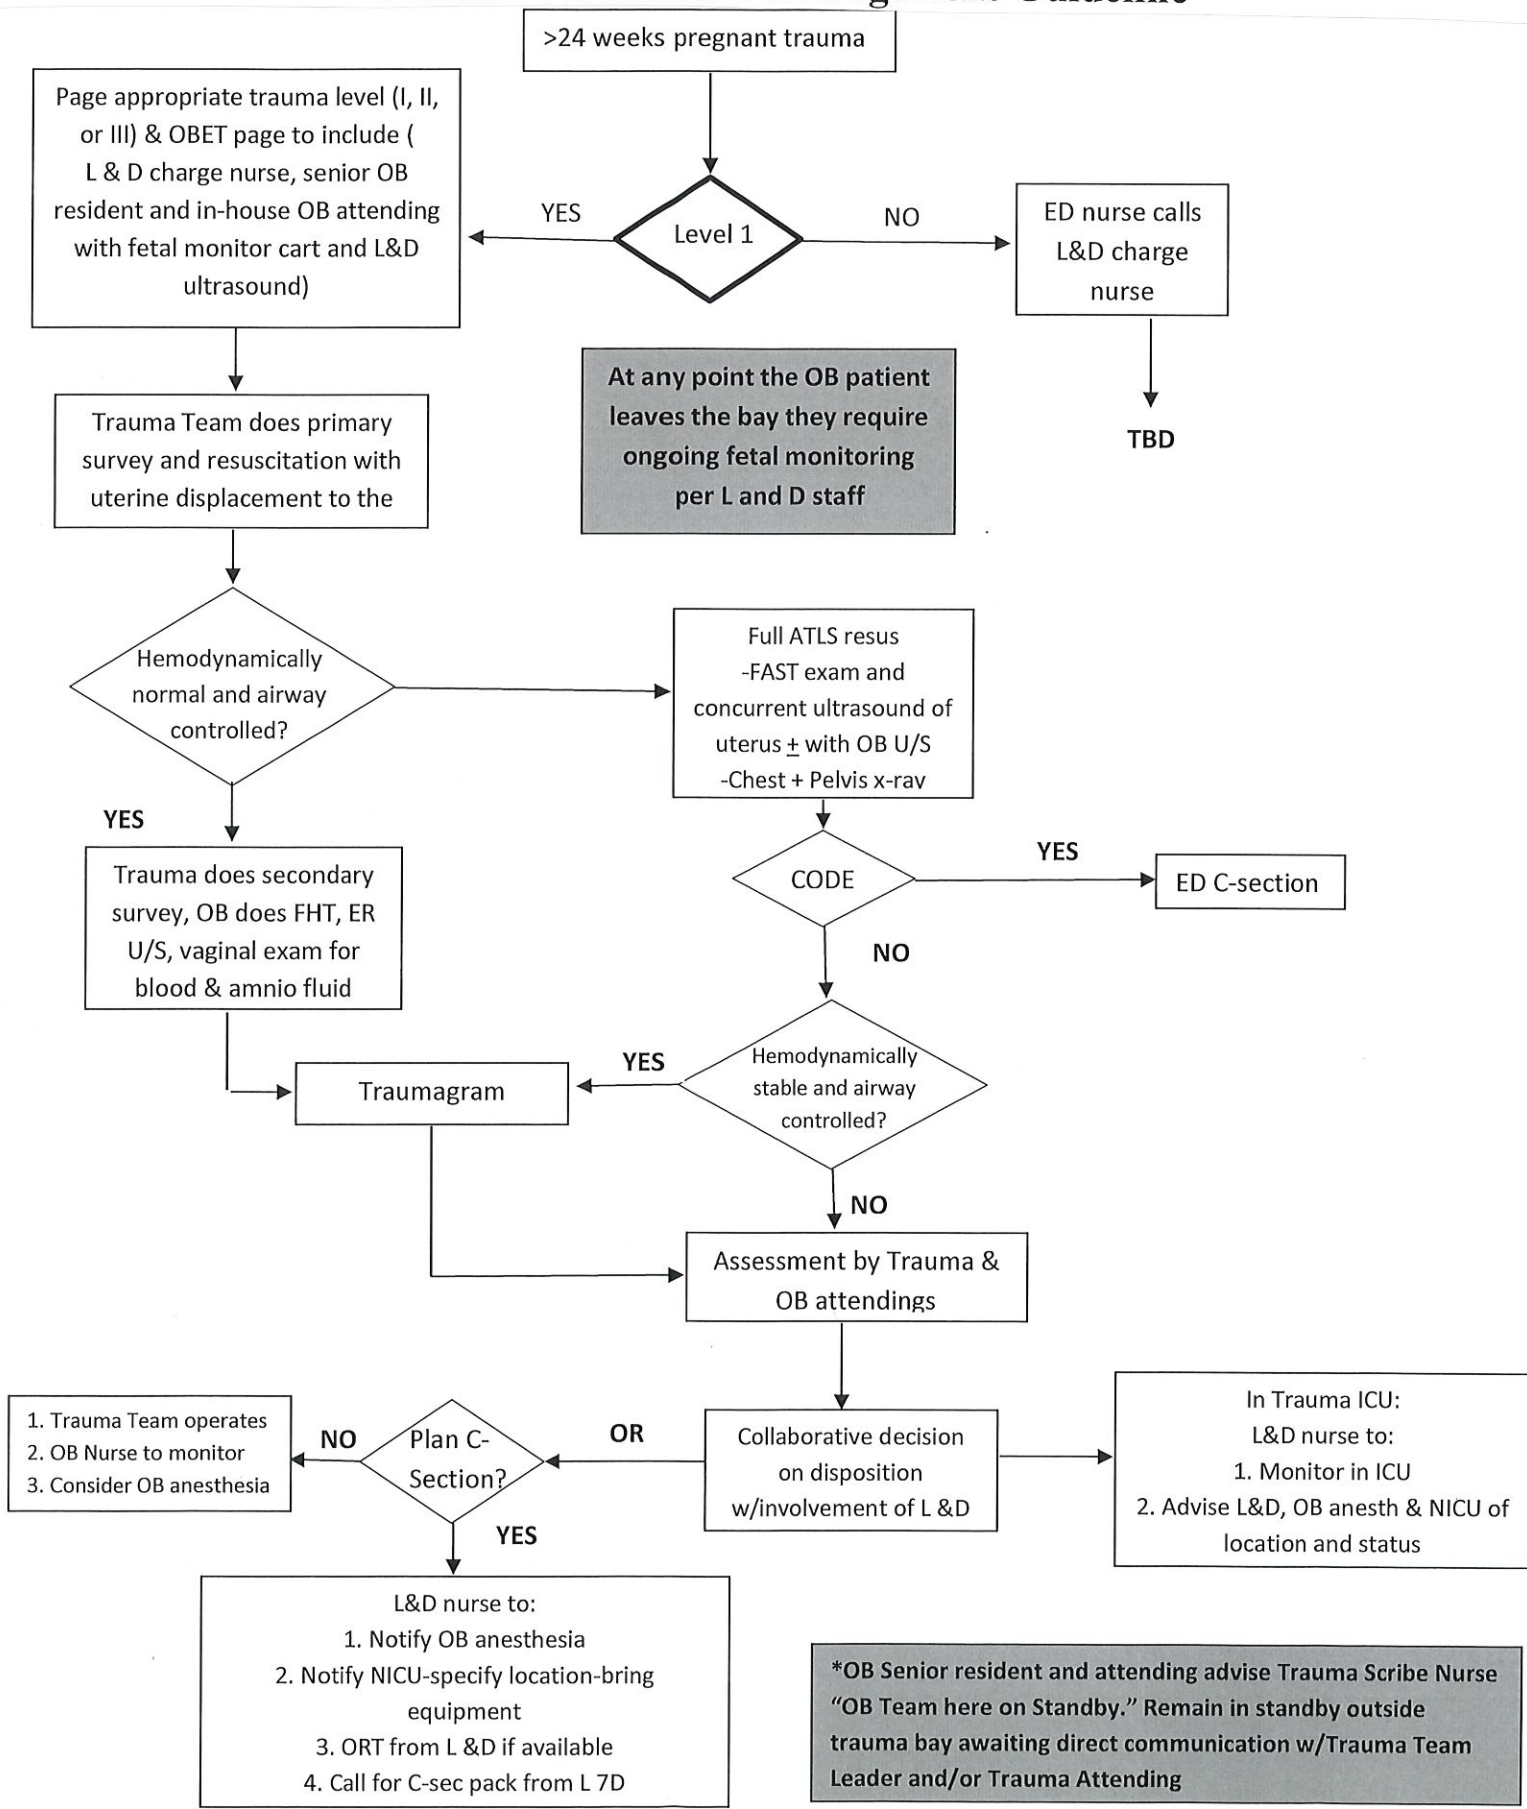 Guideline
>24 weeks pregnant trauma
Page appropriate trauma level (I, II,
or III) & OBET page to include (
L & D charge nurse, senior OB
resident and in-house OB attending
with fetal monitor cart and L&D
ultrasound)
YES
Level 1
NO
ED nurse calls
L&D charge
nurse
TBD
At any point the OB patient
leaves the bay they require
ongoing fetal monitoring
per L and D staff
Trauma Team does primary
survey and resuscitation with
uterine displacement to the
Hemodynamically
normal and airway
controlled?
Full ATLS resus
-FAST exam and
concurrent ultrasound of
uterus ± with OB U/S
-Chest + Pelvis x-ray
YES
CODE
YES
ED C-section
Trauma does secondary
survey, OB does FHT, ER
U/S, vaginal exam for
blood & amnio fluid
NO
Hemodynamically
stable and airway
controlled?
YES
Traumagram
NO
Assessment by Trauma &
OB attendings
Collaborative decision
on disposition
w/involvement of L &D
OR
Plan C-
Section?
NO
1. Trauma Team operates
2. OB Nurse to monitor
3. Consider OB anesthesia
In Trauma ICU:
L&D nurse to:
1. Monitor in ICU
2. Advise L&D, OB anesth & NICU of
location and status
YES
L&D nurse to:
1. Notify OB anesthesia
2. Notify NICU-specify location-bring
equipment
3. ORT from L &D if available
4. Call for C-sec pack from L 7D
*OB Senior resident and attending advise Trauma Scribe Nurse
“OB Team here on Standby.” Remain in standby outside
trauma bay awaiting direct communication w/Trauma Team
Leader and/or Trauma Attending